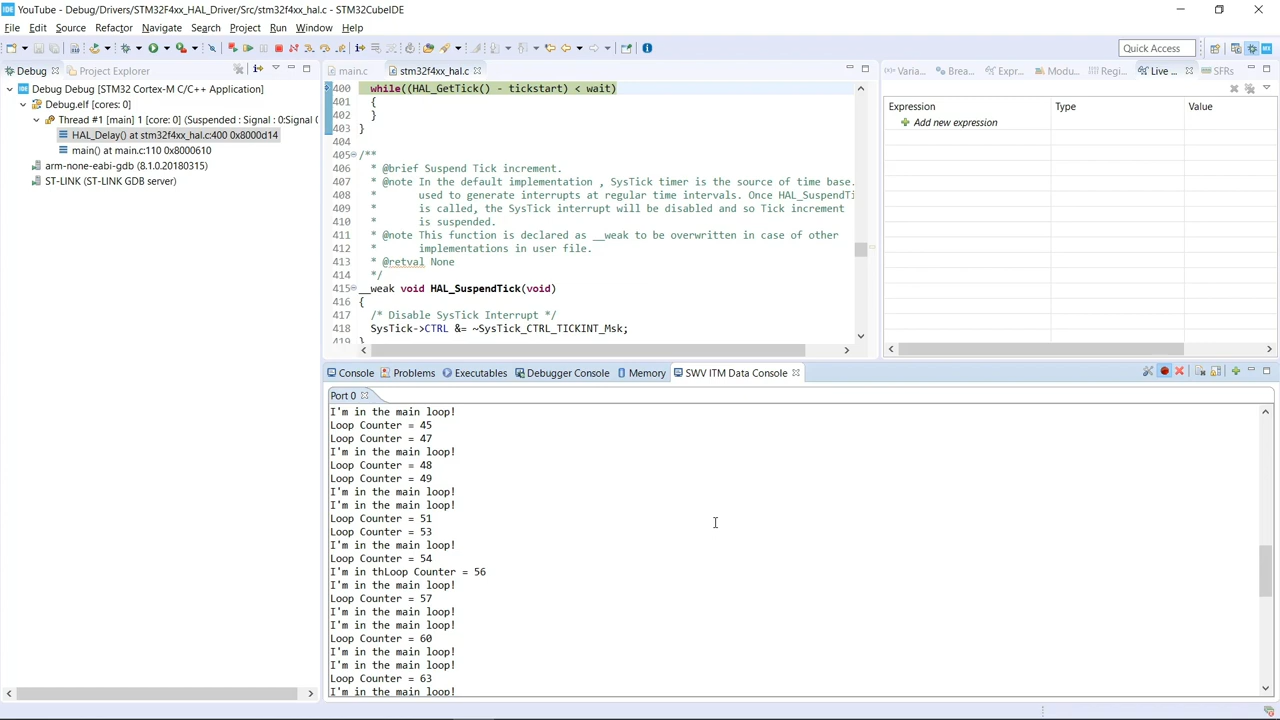 YouTube - Debug/Drivers/STM32F4xx_HAL_Driver/Src/stm32f4xx_hal.c - STM32CubeIDE
File Edit Source Refactor Navigate Search Project Run Window Help
Quick Access
Debug Project Explorer
Debug Debug [STM32 Cortex-M C/C++ Application]
Debug.elf [cores: 0]
Thread #1 [main] 1 [core: 0] (Suspended : Signal : 0:Signal 0
HAL_Delay() at stm32f4xx_hal.c:400 0x8000d14
main() at main.c:110 0x8000610
arm-none-eabi-gdb (8.1.0.20180315)
ST-LINK (ST-LINK GDB server)
main.c stm32f4xx_hal.c
400 while((HAL_GetTick() - tickstart) < wait)
401 {
402 }
403 }
404
405 /**
406 * @brief Suspend Tick increment.
407 * @note In the default implementation , SysTick timer is the source of time base.
408 * used to generate interrupts at regular time intervals. Once HAL_SuspendTi
409 * is called, the SysTick interrupt will be disabled and so Tick increment
410 * is suspended.
411 * @note This function is declared as __weak to be overwritten in case of other
412 * implementations in user file.
413 * @retval None
414 */
415 __weak void HAL_SuspendTick(void)
416 {
417 /* Disable SysTick Interrupt */
418 SysTick->CTRL &= ~SysTick_CTRL_TICKINT_Msk;
419 }
Varia... Brea... Expr... Modu... Regi... Live ... SFRs
Expression Type Value
Add new expression
Console Problems Executables Debugger Console Memory SWV ITM Data Console
Port 0
I'm in the main loop!
Loop Counter = 45
Loop Counter = 47
I'm in the main loop!
Loop Counter = 48
Loop Counter = 49
I'm in the main loop!
I'm in the main loop!
Loop Counter = 51
Loop Counter = 53
I'm in the main loop!
Loop Counter = 54
I'm in thLoop Counter = 56
I'm in the main loop!
Loop Counter = 57
I'm in the main loop!
I'm in the main loop!
Loop Counter = 60
I'm in the main loop!
I'm in the main loop!
Loop Counter = 63
I'm in the main loop!